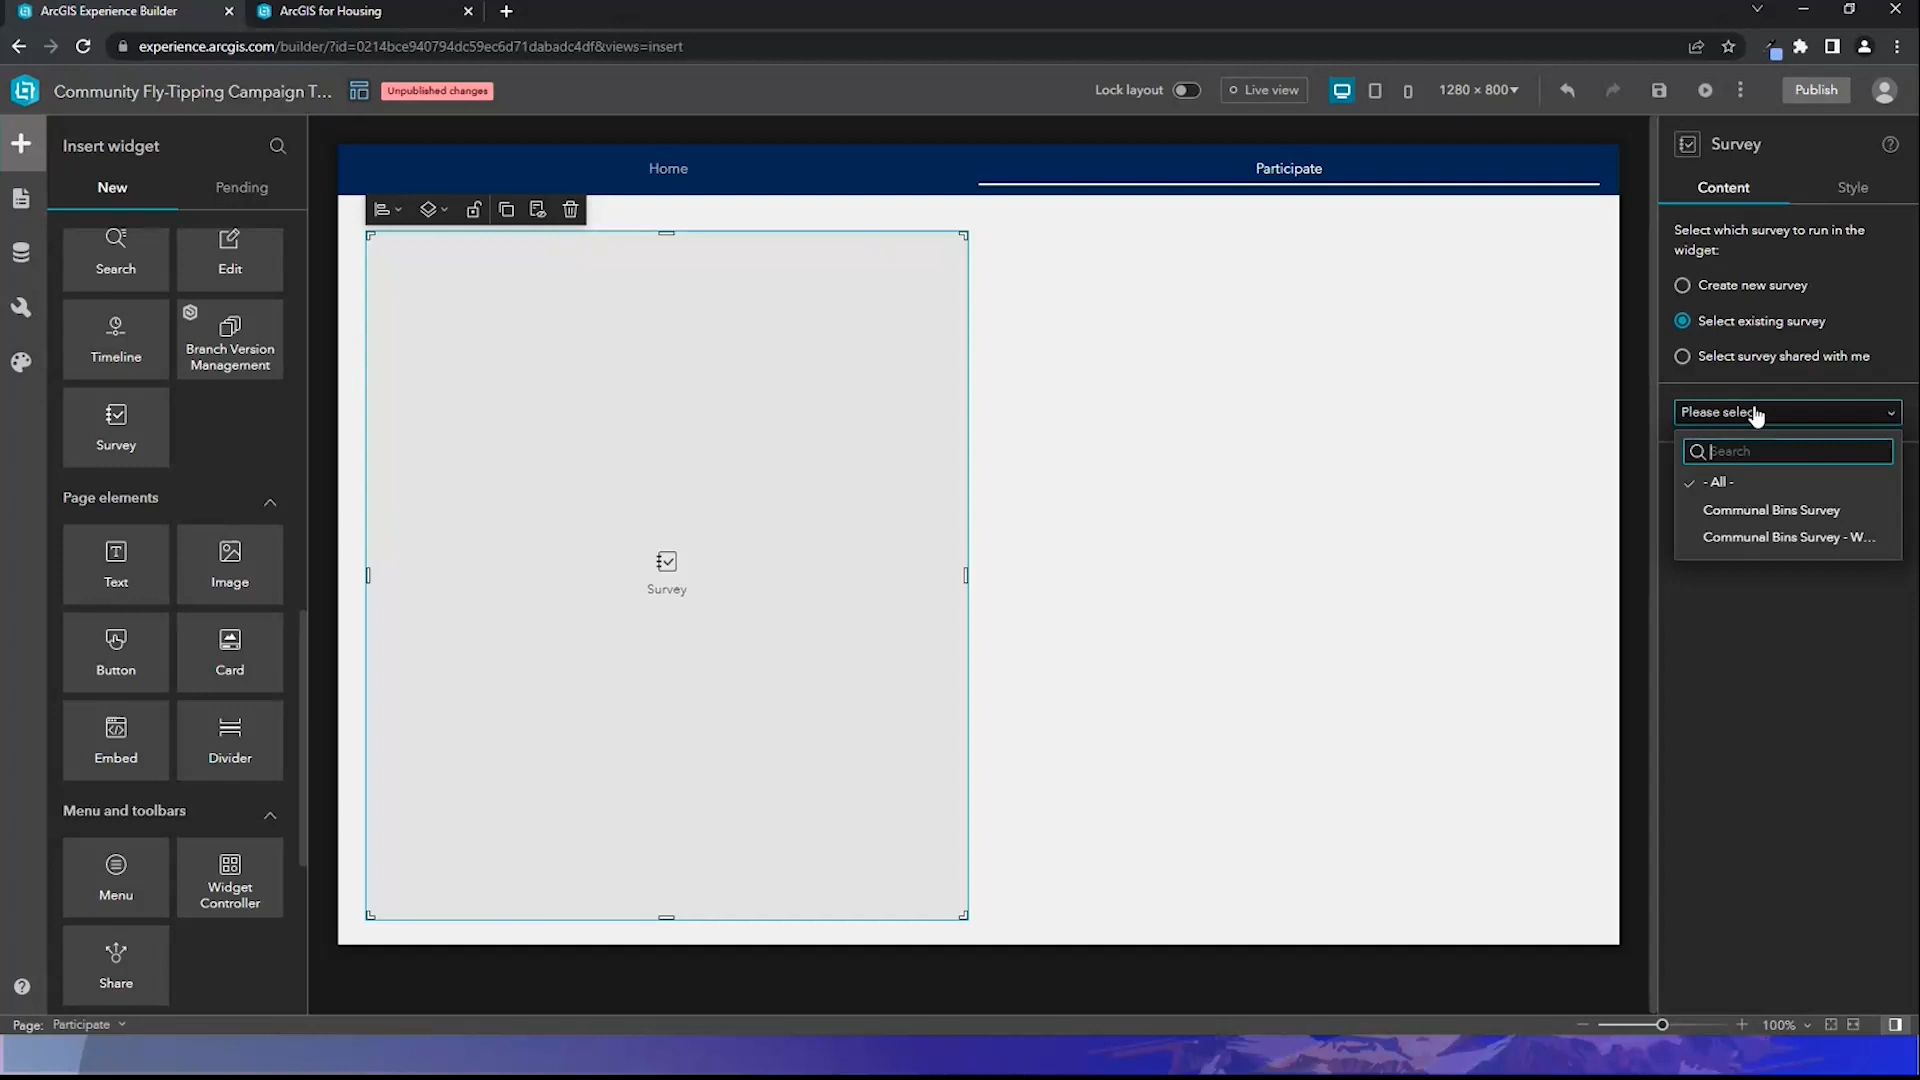 ArcGIS Experience Builder
ArcGIS for Housing
experience.arcgis.com/builder/?id=0214bce940794dc59ec6d71dabadc4df&views=insert
Community Fly-Tipping Campaign T...
Unpublished changes
Lock layout
Live view
1280 × 800
Publish
Insert widget
New
Pending
Search
Edit
Timeline
Branch Version
Management
Survey
Page elements
Text
Image
Button
Card
Embed
Divider
Menu and toolbars
Menu
Widget
Controller
Share
Home
Participate
Survey
Survey
Content
Style
Select which survey to run in the
widget:
Create new survey
Select existing survey
Select survey shared with me
Please select
Search
- All -
Communal Bins Survey
Communal Bins Survey - W...
Page: Participate
100%